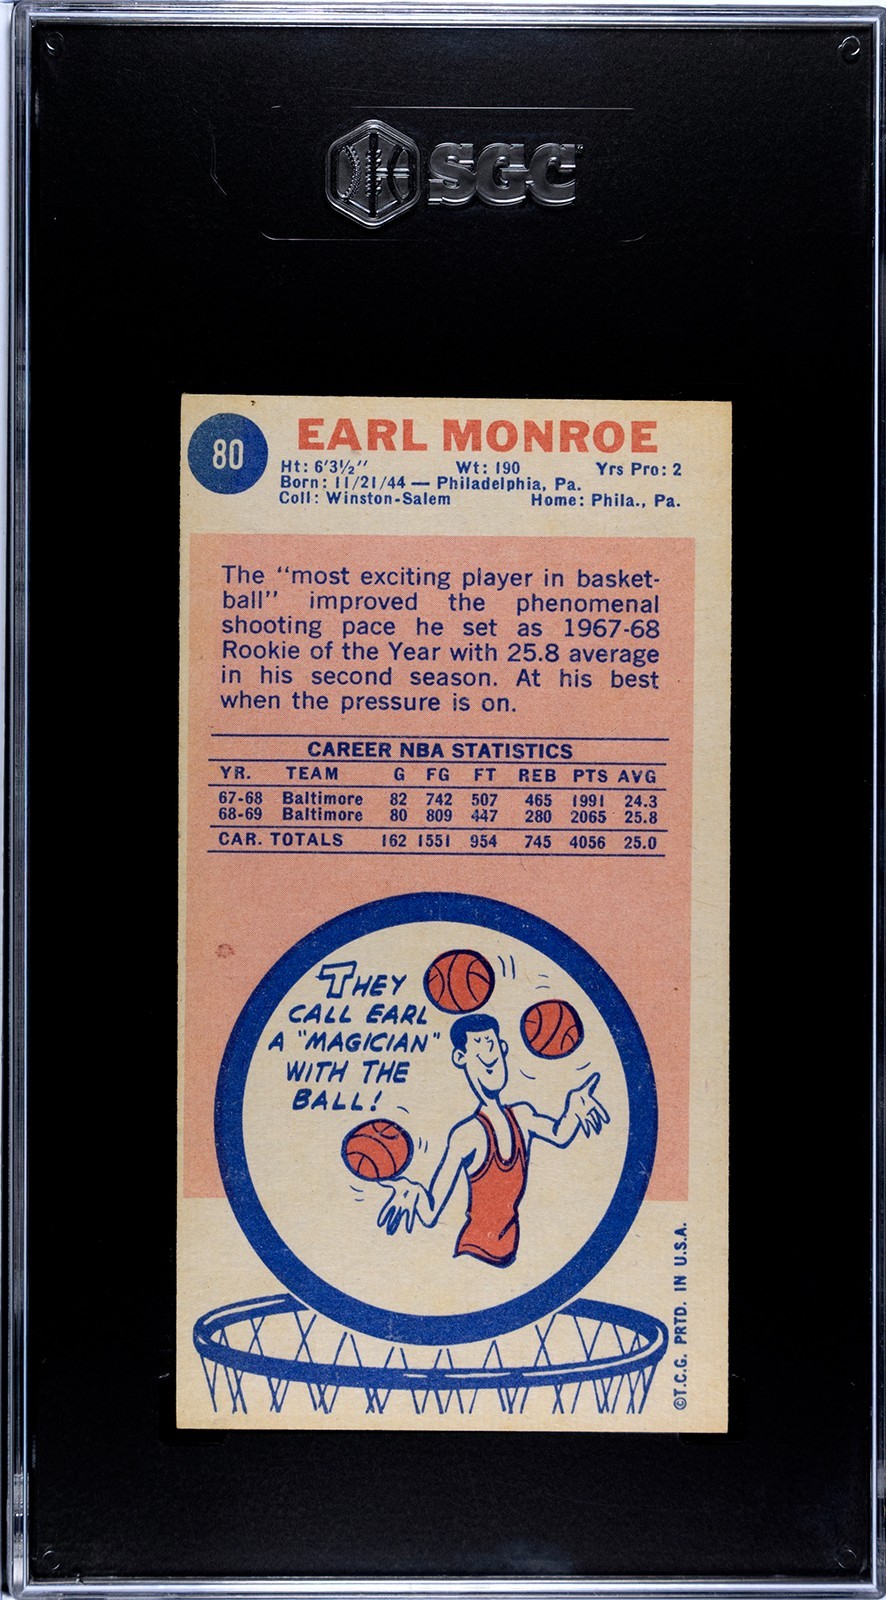 SGC
80
EARL MONROE
Ht: 6'3½" Wt: 190 Yrs Pro: 2
Born: 11/21/44 — Philadelphia, Pa.
Coll: Winston-Salem Home: Phila., Pa.
The "most exciting player in basket-
ball" improved the phenomenal
shooting pace he set as 1967-68
Rookie of the Year with 25.8 average
in his second season. At his best
when the pressure is on.
CAREER NBA STATISTICS
YR. TEAM G FG FT REB PTS AVG
67-68 Baltimore 82 742 507 465 1991 24.3
68-69 Baltimore 80 809 447 280 2065 25.8
CAR. TOTALS 162 1551 954 745 4056 25.0
THEY
CALL EARL
A "MAGICIAN"
WITH THE
BALL!
©T.C.G. PRTD. IN U.S.A.